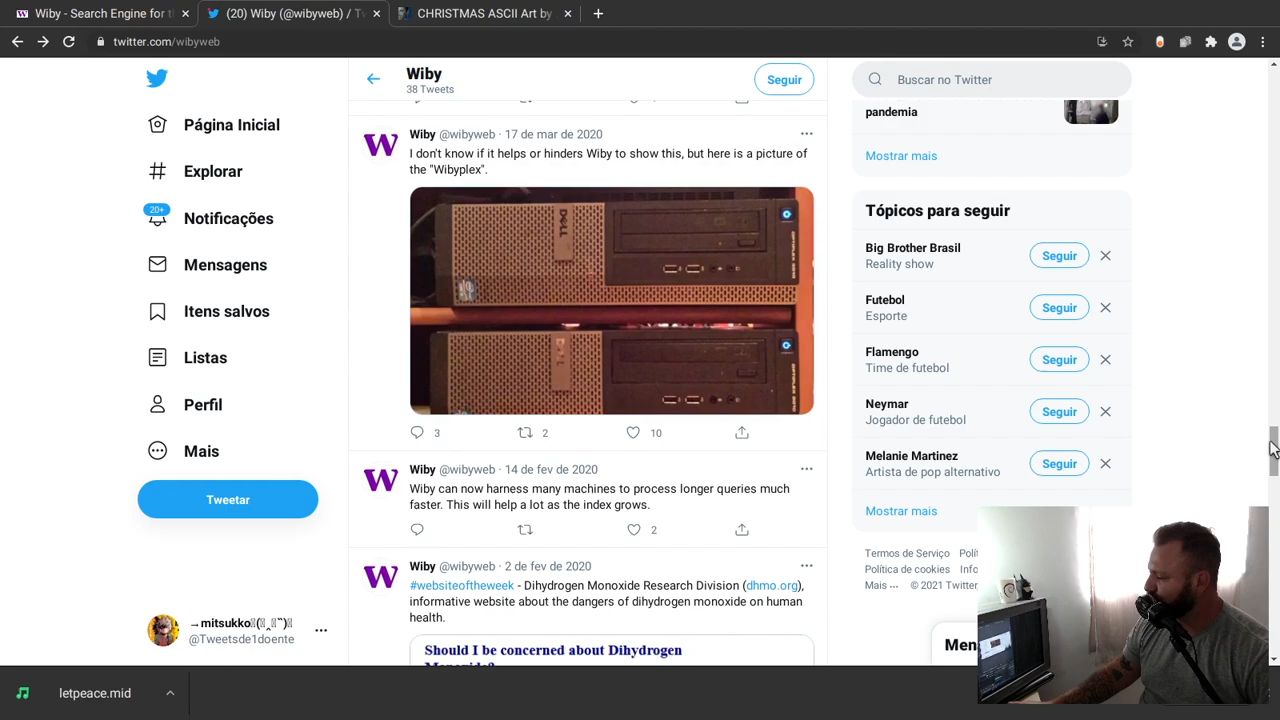 Wiby - Search Engine for t
(20) Wiby (@wibyweb) / Tw
CHRISTMAS ASCII Art by
twitter.com/wibyweb
Página Inicial
Explorar
20+
Notificações
Mensagens
Itens salvos
Listas
Perfil
Mais
Tweetar
@Tweetsde1doente
Wiby
38 Tweets
Seguir
Wiby @wibyweb · 17 de mar de 2020
I don't know if it helps or hinders Wiby to show this, but here is a picture of
the "Wibyplex".
DELL
3
2
10
Wiby @wibyweb · 14 de fev de 2020
Wiby can now harness many machines to process longer queries much
faster. This will help a lot as the index grows.
2
Wiby @wibyweb · 2 de fev de 2020
#websiteoftheweek - Dihydrogen Monoxide Research Division (dhmo.org),
informative website about the dangers of dihydrogen monoxide on human
health.
Should I be concerned about Dihydrogen
Buscar no Twitter
pandemia
Mostrar mais
Tópicos para seguir
Big Brother Brasil
Reality show
Seguir
Futebol
Esporte
Seguir
Flamengo
Time de futebol
Seguir
Neymar
Jogador de futebol
Seguir
Melanie Martinez
Artista de pop alternativo
Seguir
Mostrar mais
Termos de Serviço Polít
Política de cookies Info
Mais ··· © 2021 Twitter
Men
letpeace.mid